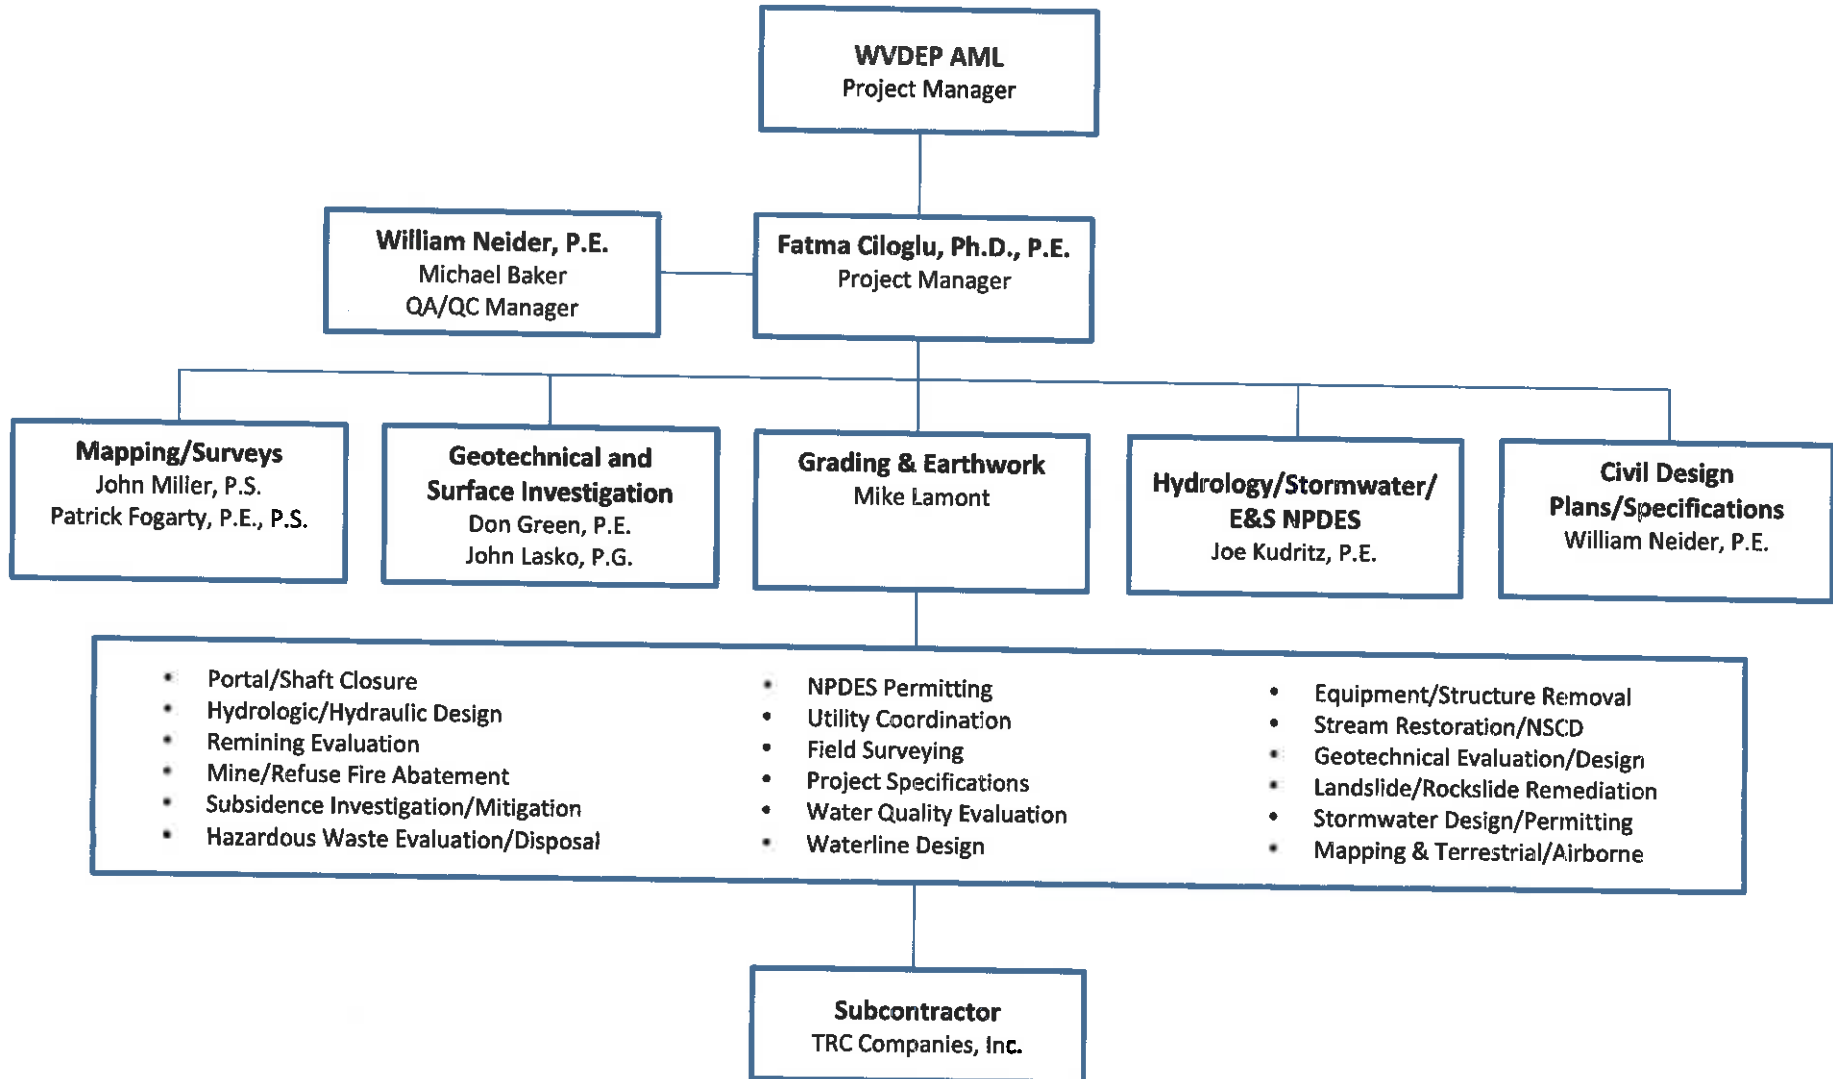 WVDEP AML
Project Manager
William Neider, P.E.
Michael Baker
QA/QC Manager
Fatma Ciloglu, Ph.D., P.E.
Project Manager
Mapping/Surveys
John Miller, P.S.
Patrick Fogarty, P.E., P.S.
Geotechnical and
Surface Investigation
Don Green, P.E.
John Lasko, P.G.
Grading & Earthwork
Mike Lamont
Hydrology/Stormwater/
E&S NPDES
Joe Kudritz, P.E.
Civil Design
Plans/Specifications
William Neider, P.E.
• Portal/Shaft Closure
• Hydrologic/Hydraulic Design
• Remining Evaluation
• Mine/Refuse Fire Abatement
• Subsidence Investigation/Mitigation
• Hazardous Waste Evaluation/Disposal
• NPDES Permitting
• Utility Coordination
• Field Surveying
• Project Specifications
• Water Quality Evaluation
• Waterline Design
• Equipment/Structure Removal
• Stream Restoration/NSCD
• Geotechnical Evaluation/Design
• Landslide/Rockslide Remediation
• Stormwater Design/Permitting
• Mapping & Terrestrial/Airborne
Subcontractor
TRC Companies, Inc.